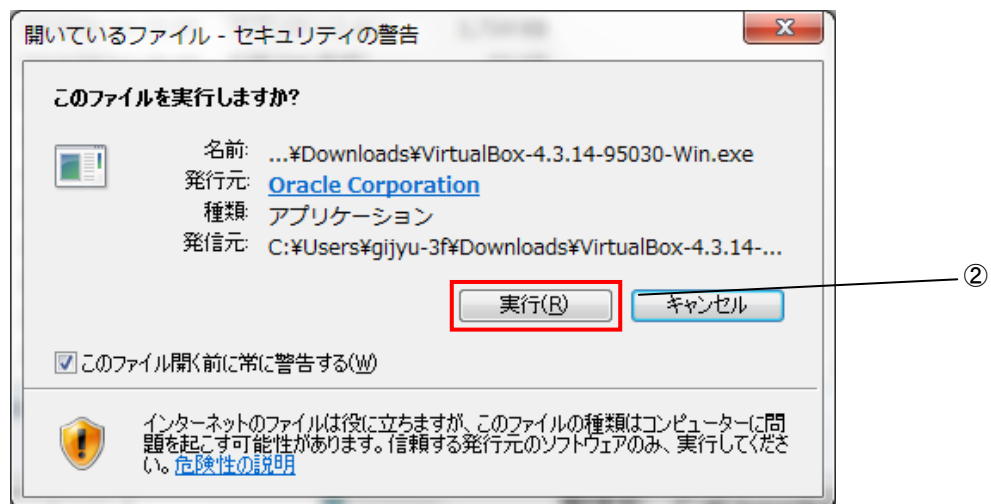 開いているファイル - セキュリティの警告
このファイルを実行しますか?
名前: ...¥Downloads¥VirtualBox-4.3.14-95030-Win.exe
発行元: Oracle Corporation
種類: アプリケーション
発信元: C:¥Users¥gijyu-3f¥Downloads¥VirtualBox-4.3.14-...
実行(R) キャンセル
②
このファイル開く前に常に警告する(W)
インターネットのファイルは役に立ちますが、このファイルの種類はコンピューターに問
題を起こす可能性があります。信頼する発行元のソフトウェアのみ、実行してくださ
い。危険性の説明